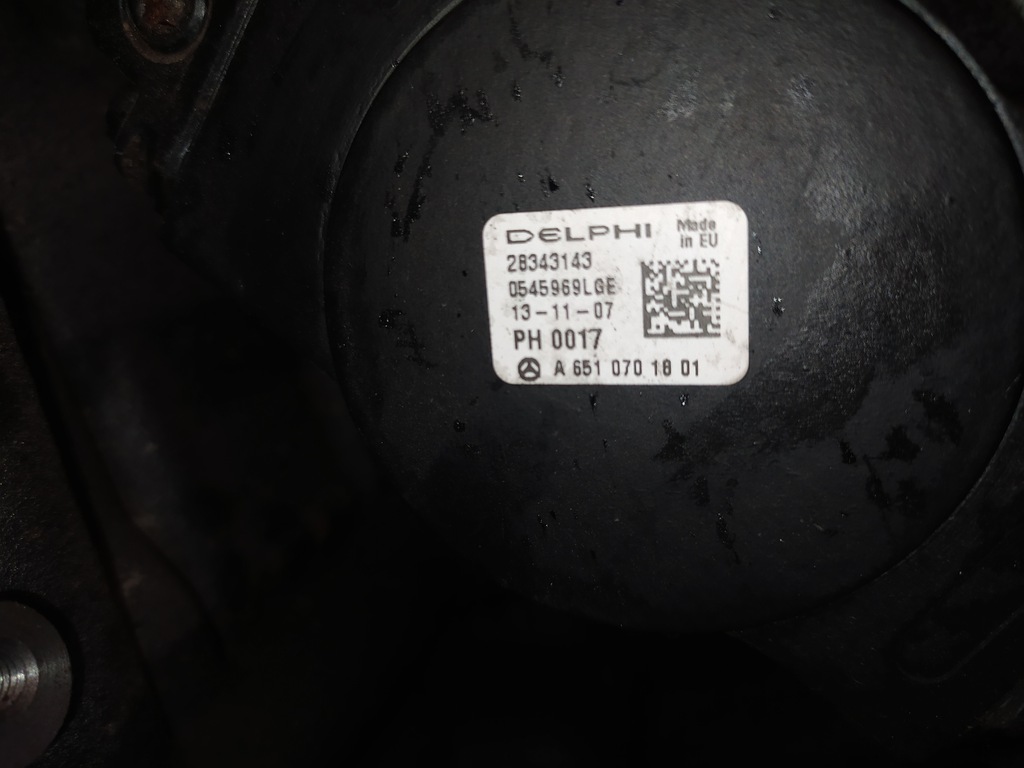 DELPHI Made in EU
28343143
0545969LGE
13-11-07
PH 0017
A 651 070 18 01